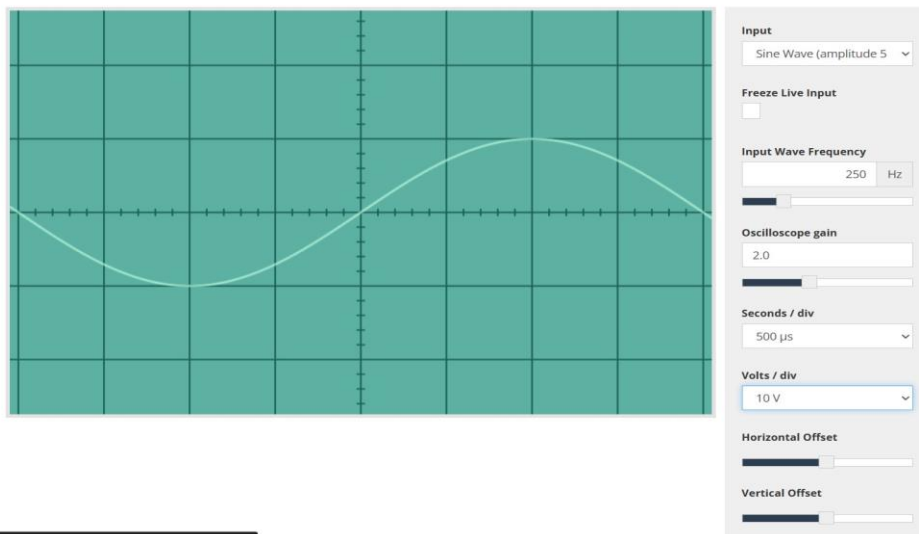 Input
Sine Wave (amplitude 5
Freeze Live Input
Input Wave Frequency
250 Hz
Oscilloscope gain
2.0
Seconds / div
500 µs
Volts / div
10 V
Horizontal Offset
Vertical Offset